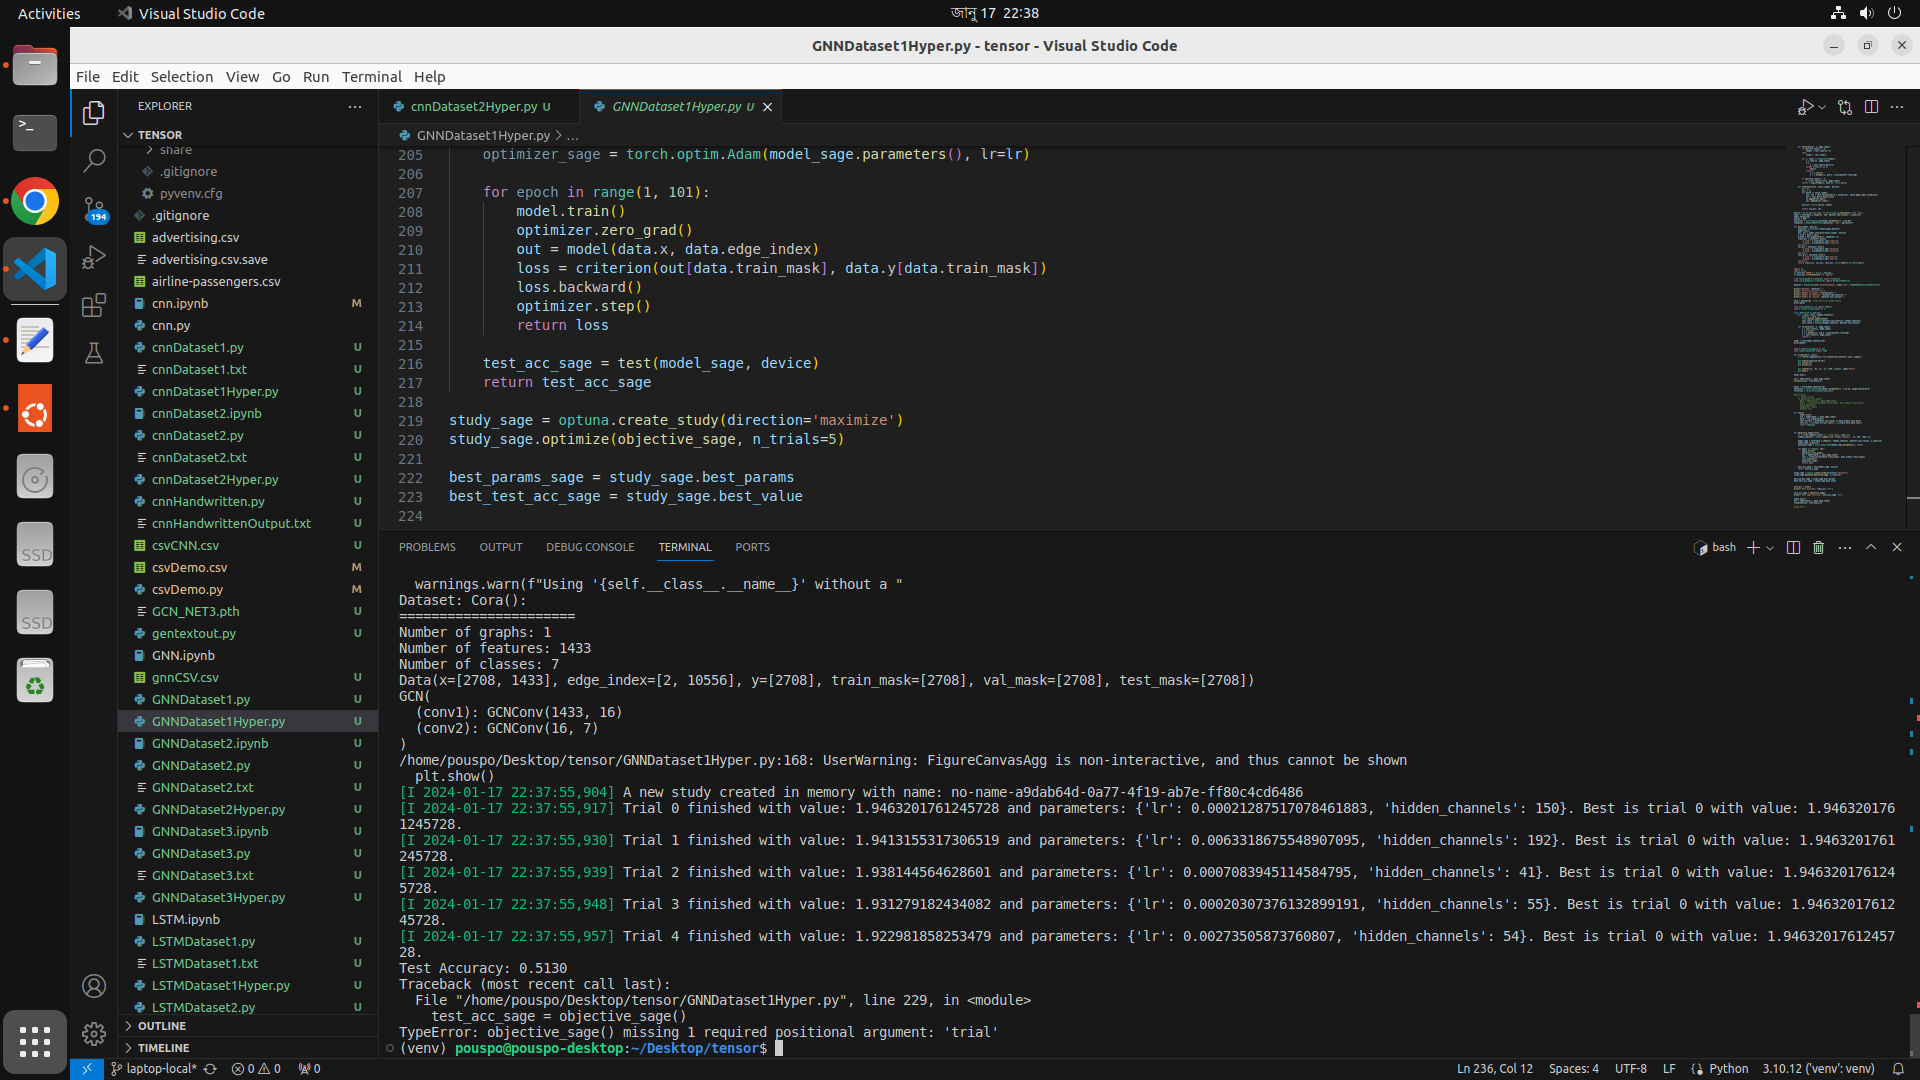 Activities
Visual Studio Code
জানু 17 22:38
GNNDataset1Hyper.py - tensor - Visual Studio Code
File Edit Selection View Go Run Terminal Help
EXPLORER
TENSOR
share
.gitignore
pyvenv.cfg
.gitignore
advertising.csv
advertising.csv.save
airline-passengers.csv
cnn.ipynb M
cnn.py
cnnDataset1.py U
cnnDataset1.txt U
cnnDataset1Hyper.py U
cnnDataset2.ipynb U
cnnDataset2.py U
cnnDataset2.txt U
cnnDataset2Hyper.py U
cnnHandwritten.py U
cnnHandwrittenOutput.txt U
csvCNN.csv U
csvDemo.csv M
csvDemo.py M
GCN_NET3.pth U
gentextout.py U
GNN.ipynb
gnnCSV.csv U
GNNDataset1.py U
GNNDataset1Hyper.py U
GNNDataset2.ipynb U
GNNDataset2.py U
GNNDataset2.txt U
GNNDataset2Hyper.py U
GNNDataset3.ipynb U
GNNDataset3.py U
GNNDataset3.txt U
GNNDataset3Hyper.py U
LSTM.ipynb
LSTMDataset1.py U
LSTMDataset1.txt U
LSTMDataset1Hyper.py U
LSTMDataset2.py U
OUTLINE
TIMELINE
194
SSD
SSD
cnnDataset2Hyper.py U
GNNDataset1Hyper.py U
GNNDataset1Hyper.py > ...
205 optimizer_sage = torch.optim.Adam(model_sage.parameters(), lr=lr)
206
207 for epoch in range(1, 101):
208 model.train()
209 optimizer.zero_grad()
210 out = model(data.x, data.edge_index)
211 loss = criterion(out[data.train_mask], data.y[data.train_mask])
212 loss.backward()
213 optimizer.step()
214 return loss
215
216 test_acc_sage = test(model_sage, device)
217 return test_acc_sage
218
219 study_sage = optuna.create_study(direction='maximize')
220 study_sage.optimize(objective_sage, n_trials=5)
221
222 best_params_sage = study_sage.best_params
223 best_test_acc_sage = study_sage.best_value
224
PROBLEMS OUTPUT DEBUG CONSOLE TERMINAL PORTS
bash
warnings.warn(f"Using '{self.__class__.__name__}' without a "
Dataset: Cora():
======================
Number of graphs: 1
Number of features: 1433
Number of classes: 7
Data(x=[2708, 1433], edge_index=[2, 10556], y=[2708], train_mask=[2708], val_mask=[2708], test_mask=[2708])
GCN(
(conv1): GCNConv(1433, 16)
(conv2): GCNConv(16, 7)
)
/home/pouspo/Desktop/tensor/GNNDataset1Hyper.py:168: UserWarning: FigureCanvasAgg is non-interactive, and thus cannot be shown
plt.show()
[I 2024-01-17 22:37:55,904] A new study created in memory with name: no-name-a9dab64d-0a77-4f19-ab7e-ff80c4cd6486
[I 2024-01-17 22:37:55,917] Trial 0 finished with value: 1.9463201761245728 and parameters: {'lr': 0.00021287517078461883, 'hidden_channels': 150}. Best is trial 0 with value: 1.946320176
1245728.
[I 2024-01-17 22:37:55,930] Trial 1 finished with value: 1.9413155317306519 and parameters: {'lr': 0.0063318675548907095, 'hidden_channels': 192}. Best is trial 0 with value: 1.9463201761
245728.
[I 2024-01-17 22:37:55,939] Trial 2 finished with value: 1.938144564628601 and parameters: {'lr': 0.0007083945114584795, 'hidden_channels': 41}. Best is trial 0 with value: 1.946320176124
5728.
[I 2024-01-17 22:37:55,948] Trial 3 finished with value: 1.931279182434082 and parameters: {'lr': 0.00020307376132899191, 'hidden_channels': 55}. Best is trial 0 with value: 1.94632017612
45728.
[I 2024-01-17 22:37:55,957] Trial 4 finished with value: 1.922981858253479 and parameters: {'lr': 0.00273505873760807, 'hidden_channels': 54}. Best is trial 0 with value: 1.94632017612457
28.
Test Accuracy: 0.5130
Traceback (most recent call last):
File "/home/pouspo/Desktop/tensor/GNNDataset1Hyper.py", line 229, in <module>
test_acc_sage = objective_sage()
TypeError: objective_sage() missing 1 required positional argument: 'trial'
(venv) pouspo@pouspo-desktop:~/Desktop/tensor$
laptop-local* 0 0 0
Ln 236, Col 12 Spaces: 4 UTF-8 LF Python 3.10.12 ('venv': venv)